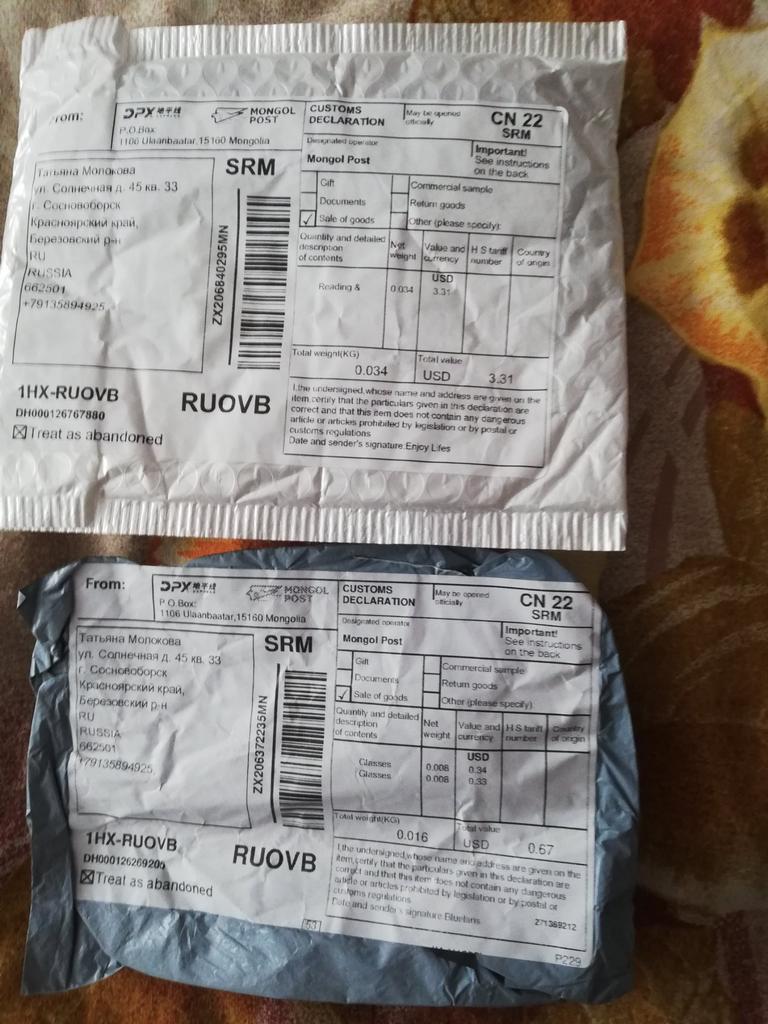 From:
DPX 地平线
EXPRESS
MONGOL
POST
P.O.Box:
1106 Ulaanbaatar,15160 Mongolia
CUSTOMS
DECLARATION
May be opened
officially
CN 22
SRM
Designated operator
Mongol Post
Important!
See instructions
on the back
Татьяна Молокова
ул. Солнечная д. 45 кв. 33
г. Сосновоборск
Красноярский край,
Березовский р-н
RU
RUSSIA
662501
+79135894925
SRM
ZX206840295MN
Gift
Commercial sample
Documents
Return goods
Sale of goods
Other (please specify):
Quantity and detailed
description
of contents
Net
weight
Value and
currency
H S tariff
number
Country
of origin
USD
Reading & 0.034 3.31
Total weight(KG)
0.034
Total value
USD 3.31
1HX-RUOVB
DH000126767880
RUOVB
Treat as abandoned
I,the undersigned,whose name and address are given on the
item,certify that the particulars given in this declaration are
correct and that this item does not contain any dangerous
article or articles prohibited by legislation or by postal or
customs regulations
Date and sender's signature:Enjoy Lifes
From:
DPX 地平线
EXPRESS
MONGOL
POST
P.O.Box:
1106 Ulaanbaatar,15160 Mongolia
CUSTOMS
DECLARATION
May be opened
officially
CN 22
SRM
Designated operator
Mongol Post
Important!
See instructions
on the back
Татьяна Молокова
ул. Солнечная д. 45 кв. 33
г. Сосновоборск
Красноярский край,
Березовский р-н
RU
RUSSIA
662501
+79135894925
SRM
ZX206372235MN
Gift
Commercial sample
Documents
Return goods
Sale of goods
Other (please specify):
Quantity and detailed
description
of contents
Net
weight
Value and
currency
H S tariff
number
Country
of origin
USD
Glasses 0.008 0.34
Glasses 0.008 0.33
Total weight(KG)
0.016
Total value
USD 0.67
1HX-RUOVB
DH000126269205
RUOVB
Treat as abandoned
I,the undersigned,whose name and address are given on the
item,certify that the particulars given in this declaration are
correct and that this item does not contain any dangerous
article or articles prohibited by legislation or by postal or
customs regulations
Date and sender's signature:Bluelans
271369212
53
P229